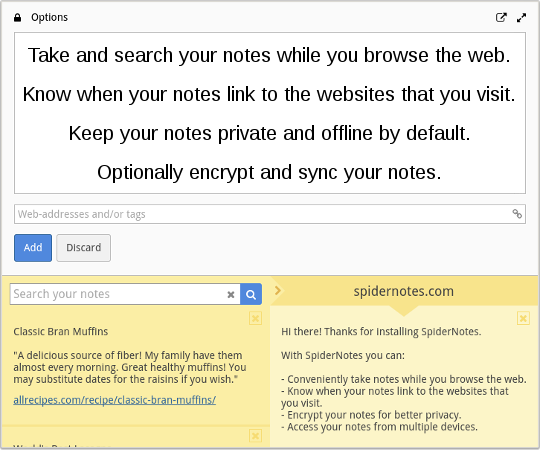 Options
Take and search your notes while you browse the web.
Know when your notes link to the websites that you visit.
Keep your notes private and offline by default.
Optionally encrypt and sync your notes.
Web-addresses and/or tags
Add Discard
Search your notes
Classic Bran Muffins
"A delicious source of fiber! My family have them
almost every morning. Great healthy muffins! You
may substitute dates for the raisins if you wish."
allrecipes.com/recipe/classic-bran-muffins/
spidernotes.com
Hi there! Thanks for installing SpiderNotes.
With SpiderNotes you can:
- Conveniently take notes while you browse the web.
- Know when your notes link to the websites that
you visit.
- Encrypt your notes for better privacy.
- Access your notes from multiple devices.